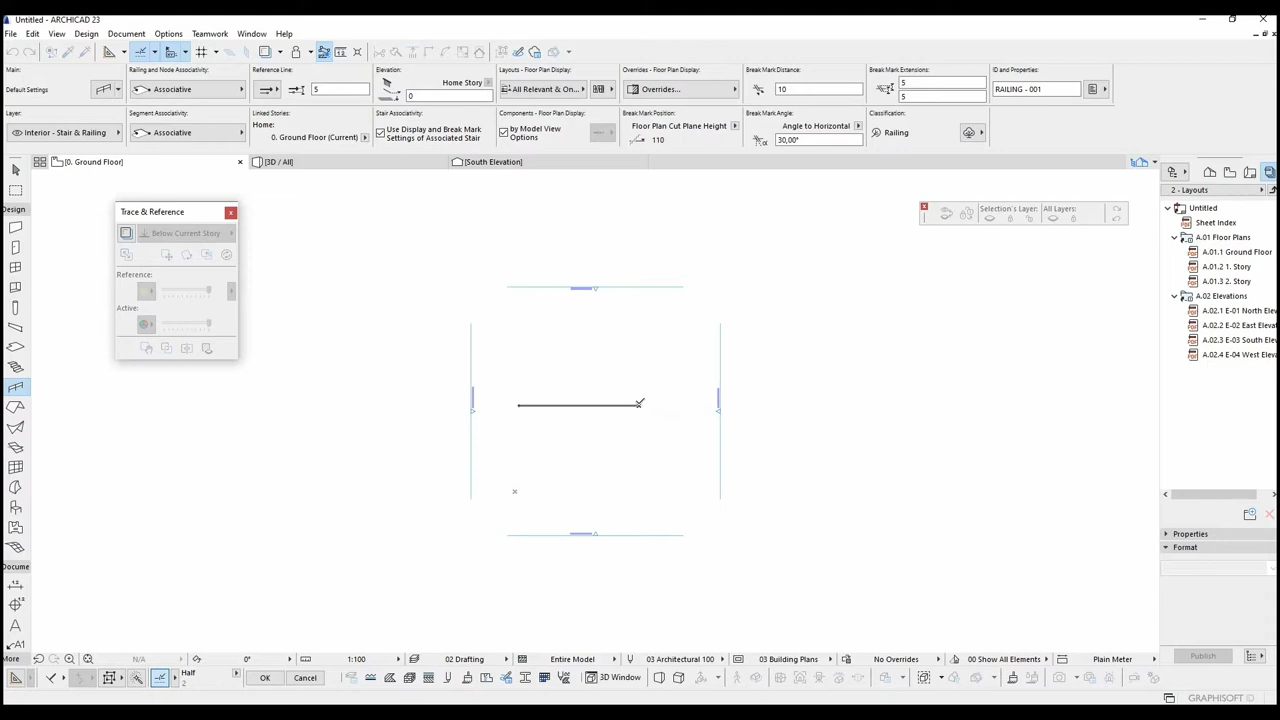 Untitled - ARCHICAD 23
File Edit View Design Document Options Teamwork Window Help
Main:
Default Settings
Layer:
Interior - Stair & Railing
Railing and Node Associativity:
Associative
Segment Associativity:
Associative
Reference Line:
5
Linked Stories:
Home:
0. Ground Floor (Current)
Elevation:
Home Story
0
Stair Associativity:
Use Display and Break Mark
Settings of Associated Stair
Layouts - Floor Plan Display:
All Relevant & On...
Components - Floor Plan Display:
by Model View
Options
Overrides - Floor Plan Display:
Overrides...
Break Mark Position:
Floor Plan Cut Plane Height
110
Break Mark Distance:
10
Break Mark Angle:
Angle to Horizontal
30,00°
Break Mark Extensions:
5
5
Classification:
Railing
ID and Properties:
RAILING - 001
[0. Ground Floor]
[3D / All]
[South Elevation]
Design
Docume
More
Trace & Reference
Below Current Story
Reference:
Active:
Selection's Layer:
All Layers:
2 - Layouts
Untitled
Sheet Index
A.01 Floor Plans
A.01.1 Ground Floor
A.01.2 1. Story
A.01.3 2. Story
A.02 Elevations
A.02.1 E-01 North Elev
A.02.2 E-02 East Eleva
A.02.3 E-03 South Elev
A.02.4 E-04 West Elev
Properties
Format
Publish
N/A
0°
1:100
02 Drafting
Entire Model
03 Architectural
03 Building Plans
No Overrides
00 Show All Elements
Plain Meter
Half
2
OK
Cancel
3D Window
GRAPHISOFT ID